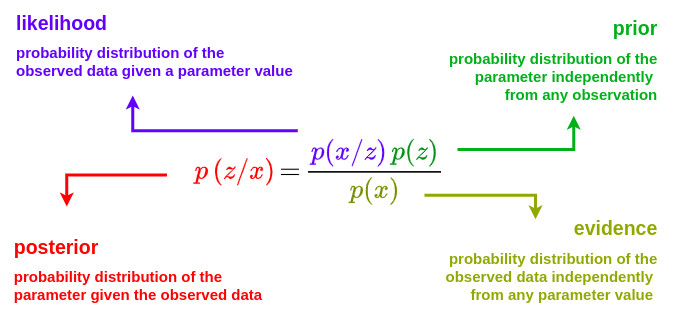 likelihood
probability distribution of the
observed data given a parameter value
prior
probability distribution of the
parameter independently
from any observation
p (z/x) = p(x/z) p(z)
p(x)
posterior
probability distribution of the
parameter given the observed data
evidence
probability distribution of the
observed data independently
from any parameter value